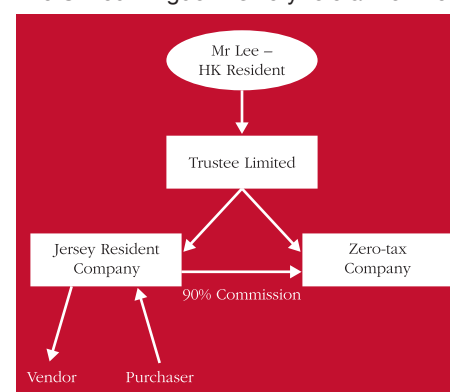 Mr Lee –
HK Resident
Trustee Limited
Jersey Resident
Company
Zero-tax
Company
90% Commission
Vendor
Purchaser